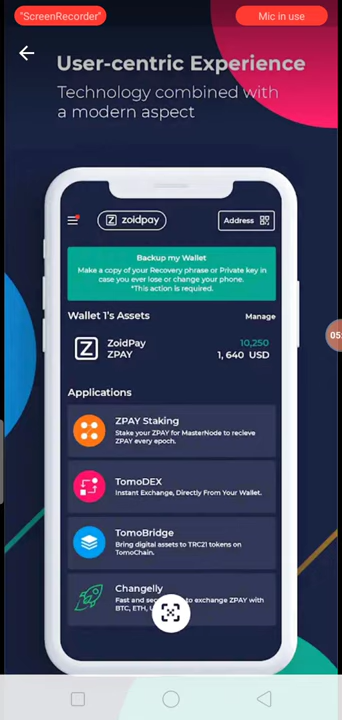 "ScreenRecorder"
Mic in use
User-centric Experience
Technology combined with
a modern aspect
zoidpay
Address
Backup my Wallet
Make a copy of your Recovery phrase or Private key in
case you ever lose or change your phone.
*This action is required.
Wallet 1's Assets
Manage
ZoidPay
10,250
ZPAY
1, 640 USD
Applications
ZPAY Staking
Stake your ZPAY for MasterNode to recieve
ZPAY every epoch.
TomoDEX
Instant Exchange, Directly From Your Wallet.
TomoBridge
Bring digital assets to TRC21 tokens on
TomoChain.
Changelly
Fast and to exchange ZPAY with
BTC, ETH,
05